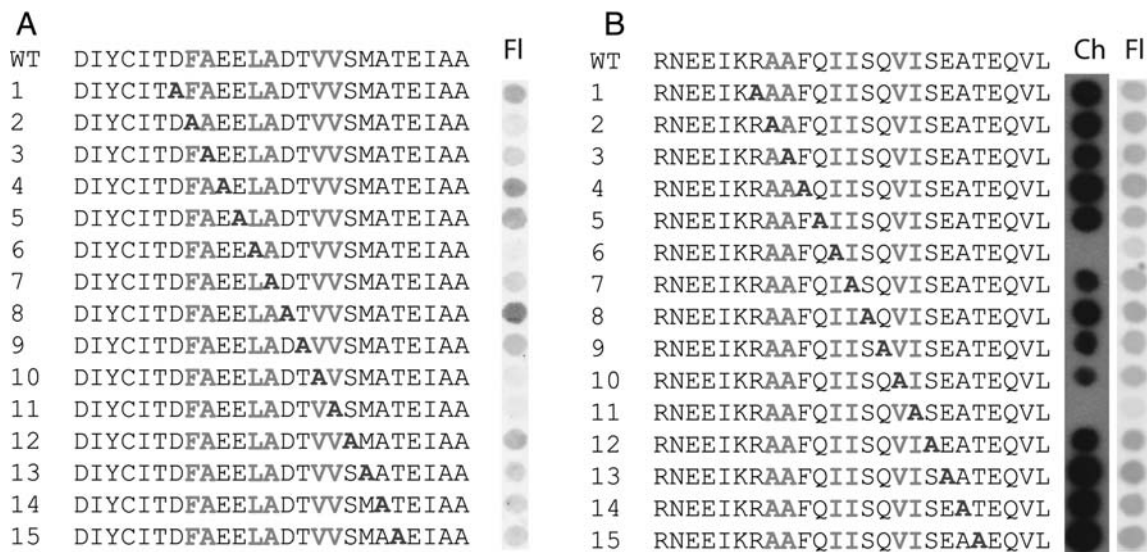 A
Fl
WT DIYCITDFAEELADTVVSMATEIAA
1 DIYCITAFAEELADTVVSMATEIAA
2 DIYCITDAAEELADTVVSMATEIAA
3 DIYCITDFAEELADTVVSMATEIAA
4 DIYCITDFAAELADTVVSMATEIAA
5 DIYCITDFAEALADTVVSMATEIAA
6 DIYCITDFAEEAADTVVSMATEIAA
7 DIYCITDFAEELADTVVSMATEIAA
8 DIYCITDFAEELAATVVSMATEIAA
9 DIYCITDFAEELADAVVSMATEIAA
10 DIYCITDFAEELADTAVSMATEIAA
11 DIYCITDFAEELADTVASMATEIAA
12 DIYCITDFAEELADTVVAMATEIAA
13 DIYCITDFAEELADTVVSAATEIAA
14 DIYCITDFAEELADTVVSMATEIAA
15 DIYCITDFAEELADTVVSMAAEIAA
B
Ch Fl
WT RNEEIKRAAFQIISQVISEATEQVL
1 RNEEIKAAAFQIISQVISEATEQVL
2 RNEEIKRAAFQIISQVISEATEQVL
3 RNEEIKRAAFQIISQVISEATEQVL
4 RNEEIKRAAAQIISQVISEATEQVL
5 RNEEIKRAAFAIISQVISEATEQVL
6 RNEEIKRAAFQAISQVISEATEQVL
7 RNEEIKRAAFQIASQVISEATEQVL
8 RNEEIKRAAFQIIAQVISEATEQVL
9 RNEEIKRAAFQIISAVISEATEQVL
10 RNEEIKRAAFQIISQAISEATEQVL
11 RNEEIKRAAFQIISQVASEATEQVL
12 RNEEIKRAAFQIISQVIAEATEQVL
13 RNEEIKRAAFQIISQVISAATEQVL
14 RNEEIKRAAFQIISQVISEATEQVL
15 RNEEIKRAAFQIISQVISEAAEQVL